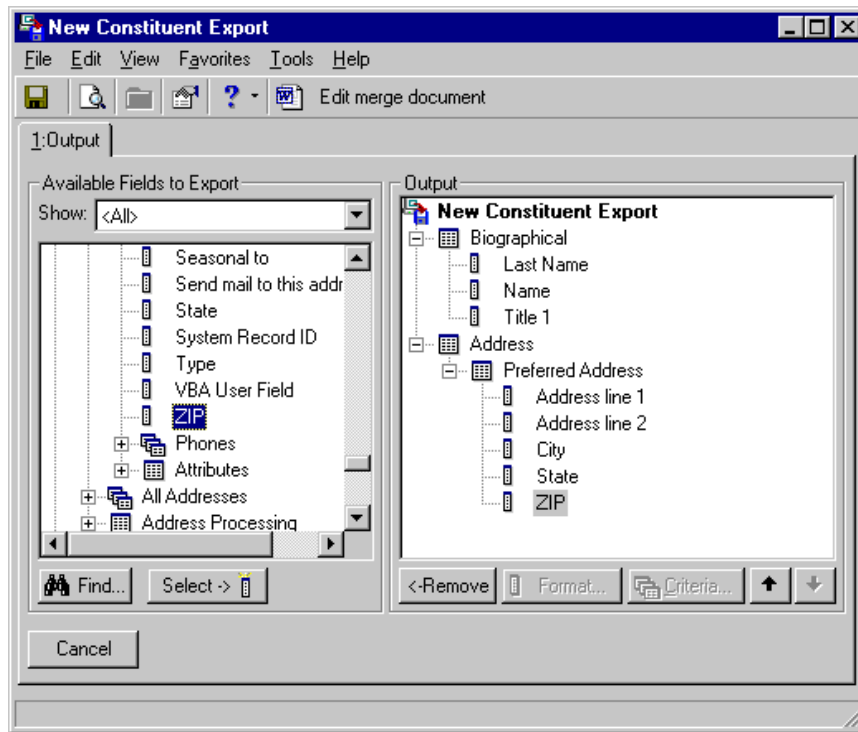 New Constituent Export
File Edit View Favorites Tools Help
? Edit merge document
1:Output
Available Fields to Export
Show: <All>
Seasonal to
Send mail to this addr
State
System Record ID
Type
VBA User Field
ZIP
Phones
Attributes
All Addresses
Address Processing
Find...
Select ->
Output
New Constituent Export
Biographical
Last Name
Name
Title 1
Address
Preferred Address
Address line 1
Address line 2
City
State
ZIP
<-Remove
Format...
Criteria...
Cancel